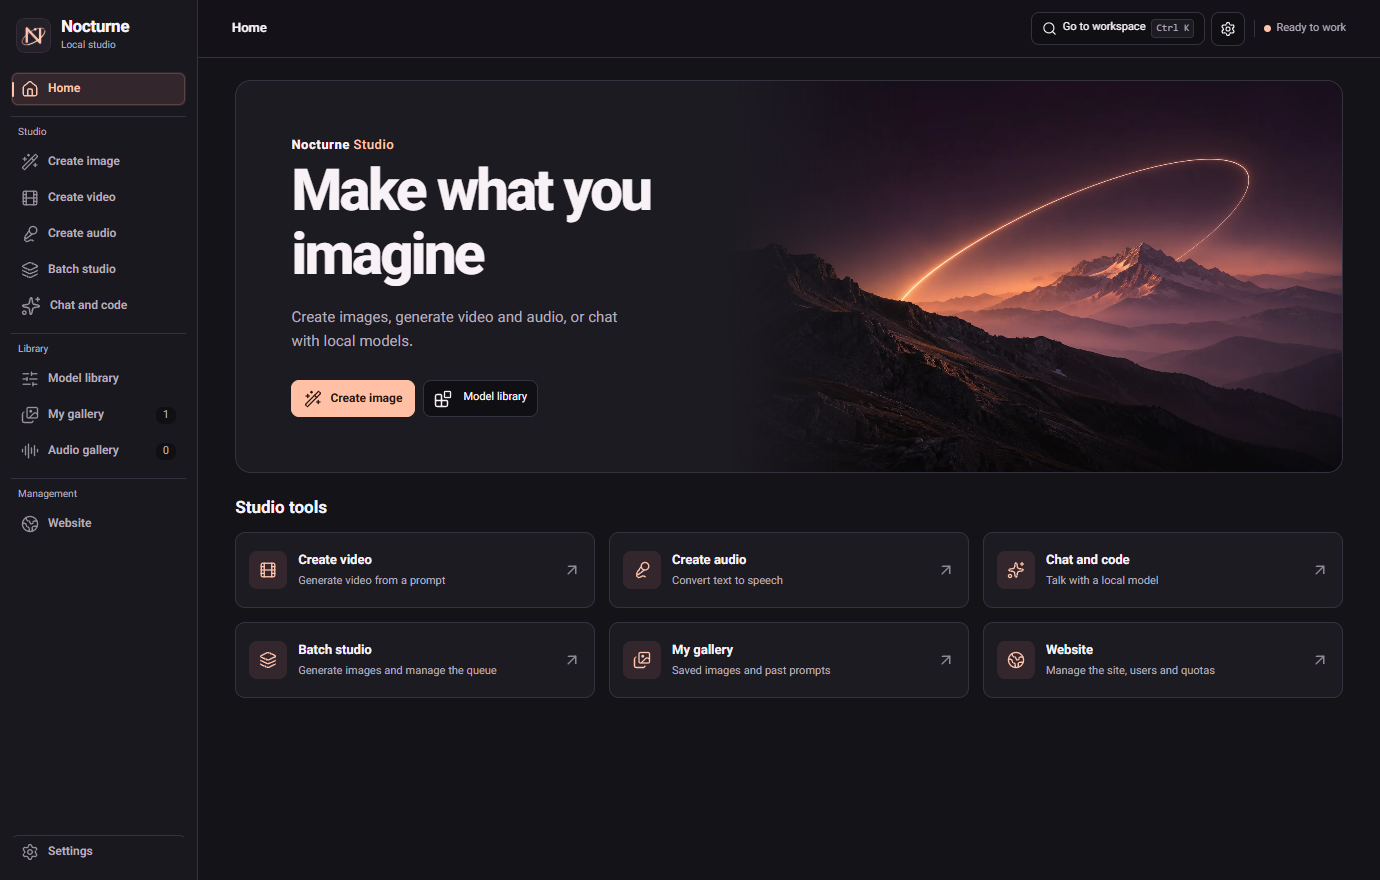 Nocturne
Local studio
Home
Studio
Create image
Create video
Create audio
Batch studio
Chat and code
Library
Model library
My gallery 1
Audio gallery 0
Management
Website
Settings
Home
Go to workspace Ctrl K
Ready to work
Nocturne Studio
Make what you
imagine
Create images, generate video and audio, or chat
with local models.
Create image
Model library
Studio tools
Create video
Generate video from a prompt
Create audio
Convert text to speech
Chat and code
Talk with a local model
Batch studio
Generate images and manage the queue
My gallery
Saved images and past prompts
Website
Manage the site, users and quotas